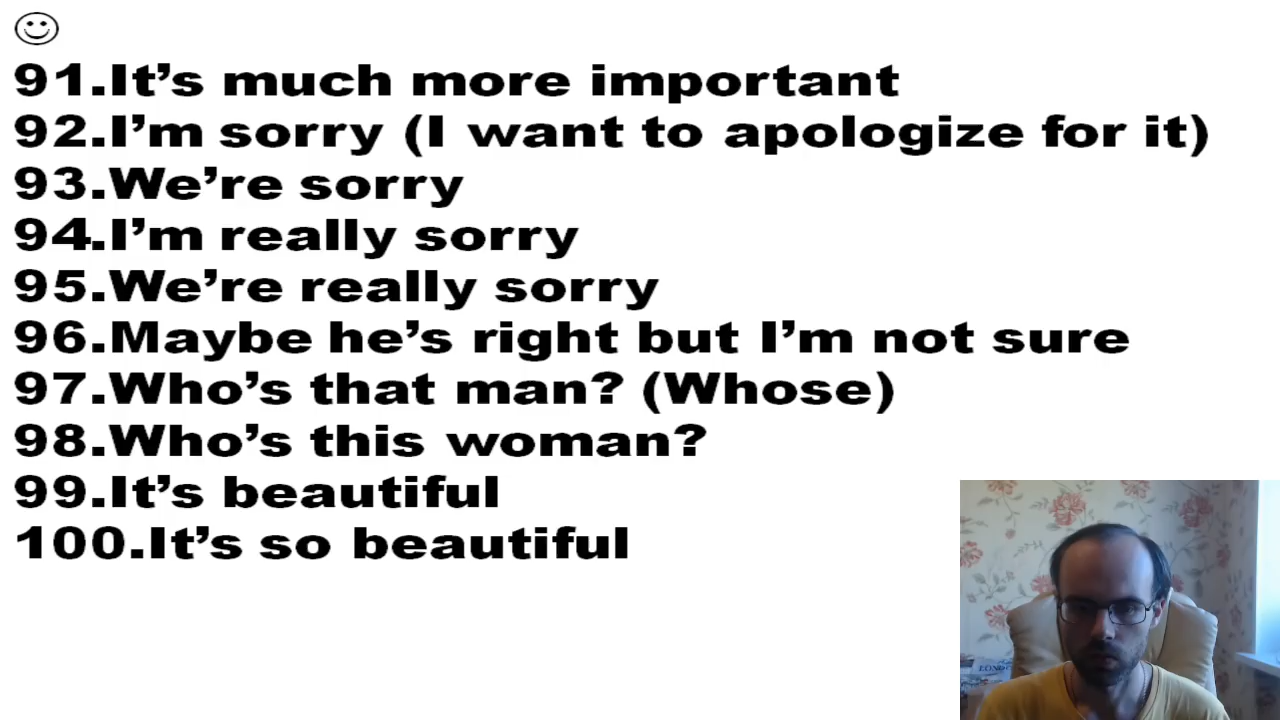 91.It’s much more important
92.I’m sorry (I want to apologize for it)
93.We’re sorry
94.I’m really sorry
95.We’re really sorry
96.Maybe he’s right but I’m not sure
97.Who’s that man? (Whose)
98.Who’s this woman?
99.It’s beautiful
100.It’s so beautiful